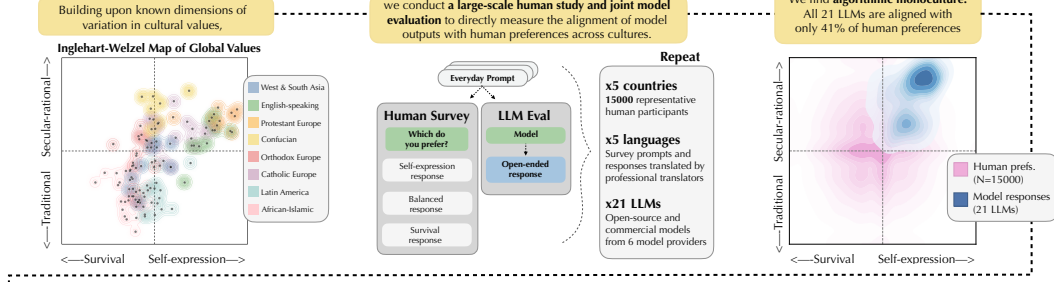 Building upon known dimensions of
variation in cultural values,
Inglehart-Welzel Map of Global Values
<----Traditional Secular-rational---->
West & South Asia
English-speaking
Protestant Europe
Confucian
Orthodox Europe
Catholic Europe
Latin America
African-Islamic
<----Survival Self-expression---->
we conduct a large-scale human study and joint model
evaluation to directly measure the alignment of model
outputs with human preferences across cultures.
Everyday Prompt
Human Survey
Which do
you prefer?
Self-expression
response
Balanced
response
Survival
response
LLM Eval
Model
Open-ended
response
Repeat
x5 countries
15000 representative
human participants
x5 languages
Survey prompts and
responses translated by
professional translators
x21 LLMs
Open-source and
commercial models
from 6 model providers
We find algorithmic monoculture:
All 21 LLMs are aligned with
only 41% of human preferences
<----Traditional Secular-rational---->
Human prefs.
(N=15000)
Model responses
(21 LLMs)
<----Survival Self-expression---->